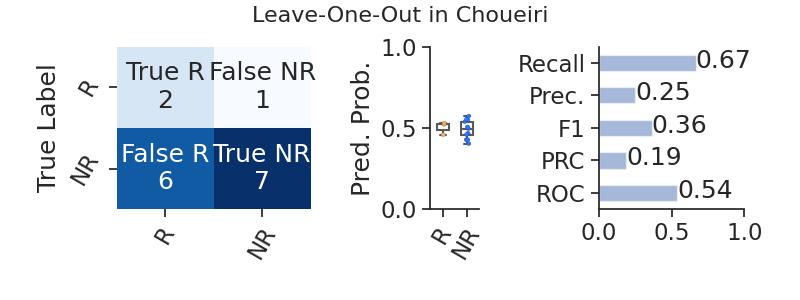 Leave-One-Out in Choueiri
True Label
R
NR
True R
2
False NR
1
False R
6
True NR
7
R
NR
Pred. Prob.
1.0
0.5
0.0
R
NR
Recall
0.67
Prec.
0.25
F1
0.36
PRC
0.19
ROC
0.54
0.0 0.5 1.0